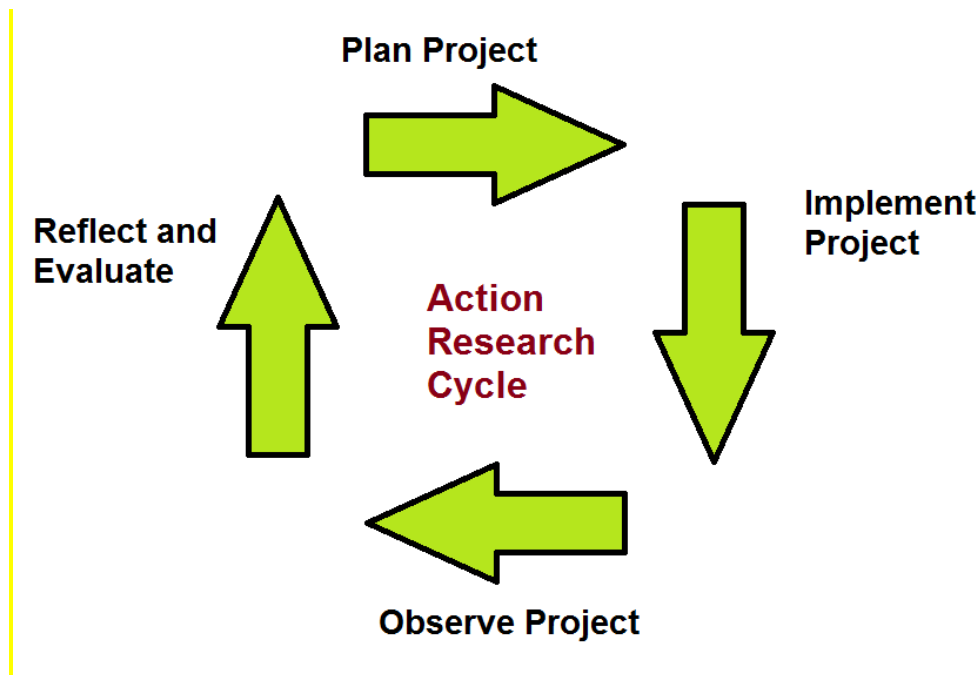 Plan Project
Implement
Project
Reflect and
Evaluate
Action
Research
Cycle
Observe Project